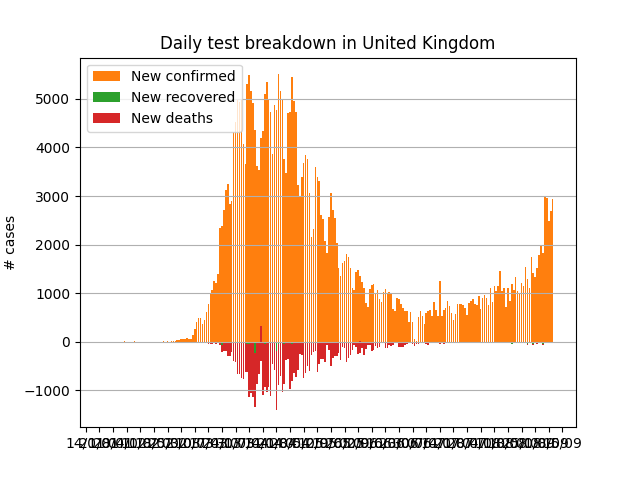 Daily test breakdown in United Kingdom
New confirmed
New recovered
New deaths
# cases
5000
4000
3000
2000
1000
0
−1000